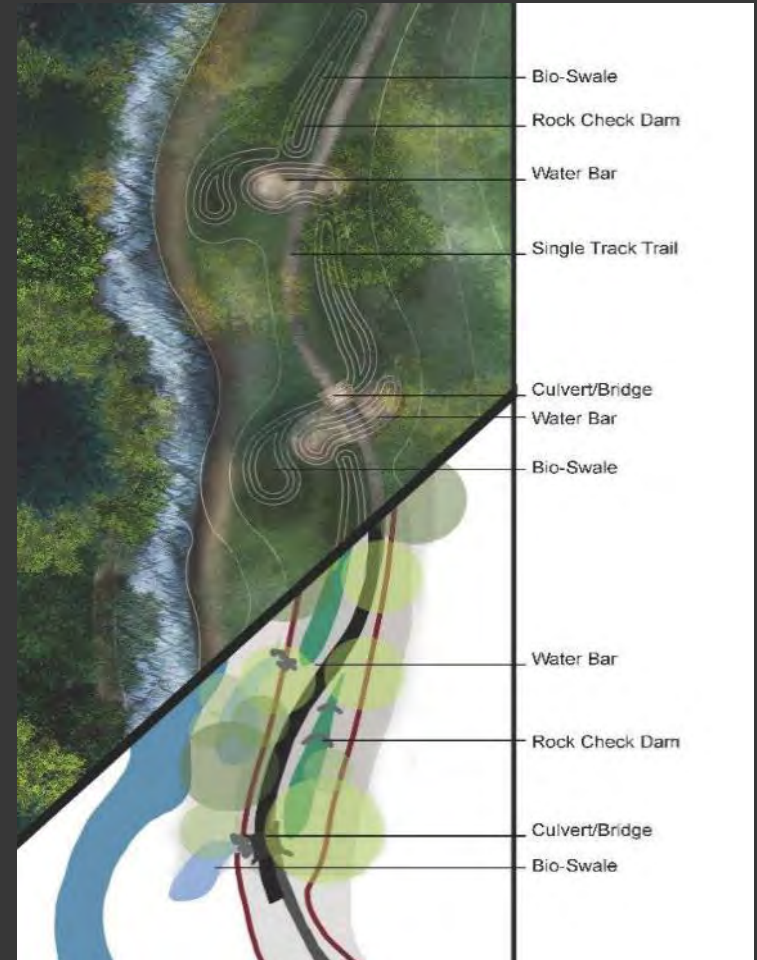 Bio-Swale
Rock Check Dam
Water Bar
Single Track Trail
Culvert/Bridge
Water Bar
Bio-Swale
Water Bar
Rock Check Dam
Culvert/Bridge
Bio-Swale